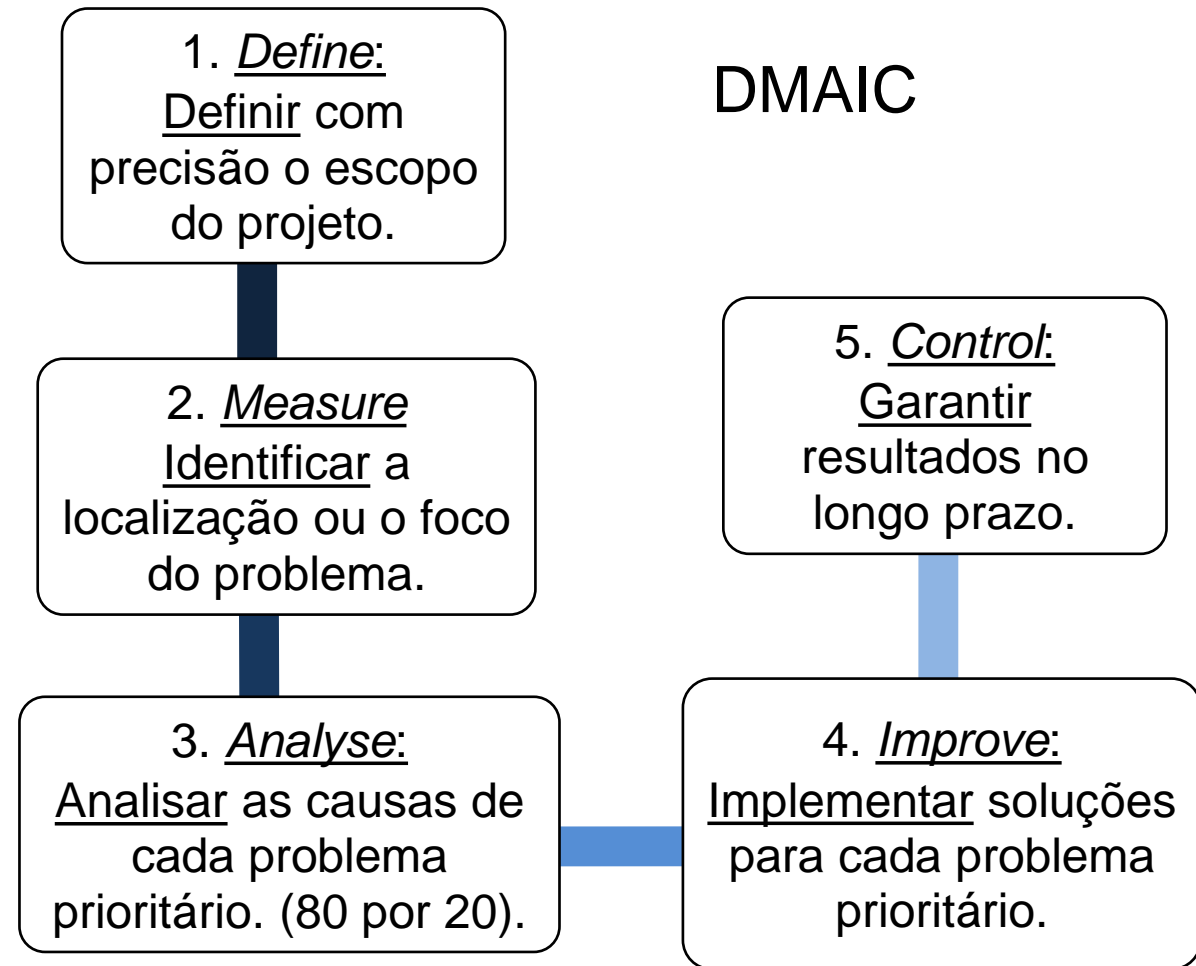 DMAIC
1. Define:
Definir com
precisão o escopo
do projeto.
2. Measure
Identificar a
localização ou o foco
do problema.
3. Analyse:
Analisar as causas de
cada problema
prioritário. (80 por 20).
4. Improve:
Implementar soluções
para cada problema
prioritário.
5. Control:
Garantir
resultados no
longo prazo.